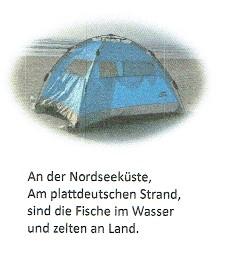 An der Nordseeküste,
Am plattdeutschen Strand,
sind die Fische im Wasser
und zelten an Land.